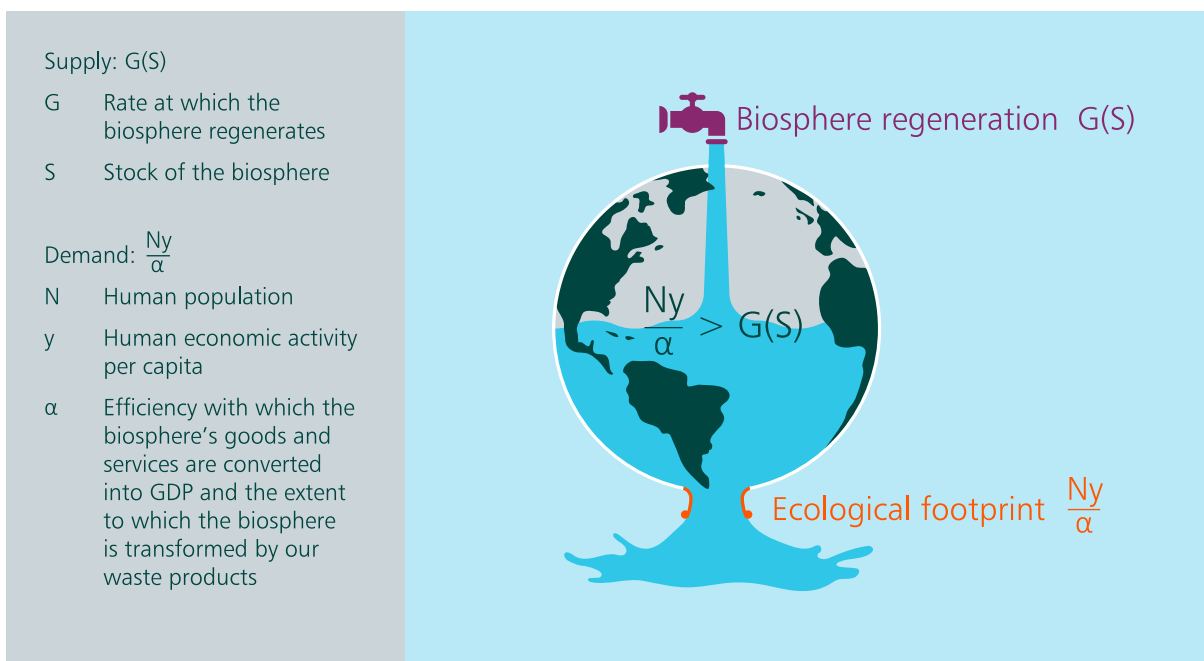 Supply: G(S)
G Rate at which the
biosphere regenerates
S Stock of the biosphere
Demand: Ny/α
N Human population
y Human economic activity
per capita
α Efficiency with which the
biosphere's goods and
services are converted
into GDP and the extent
to which the biosphere
is transformed by our
waste products
Biosphere regeneration G(S)
Ny/α > G(S)
Ecological footprint Ny/α